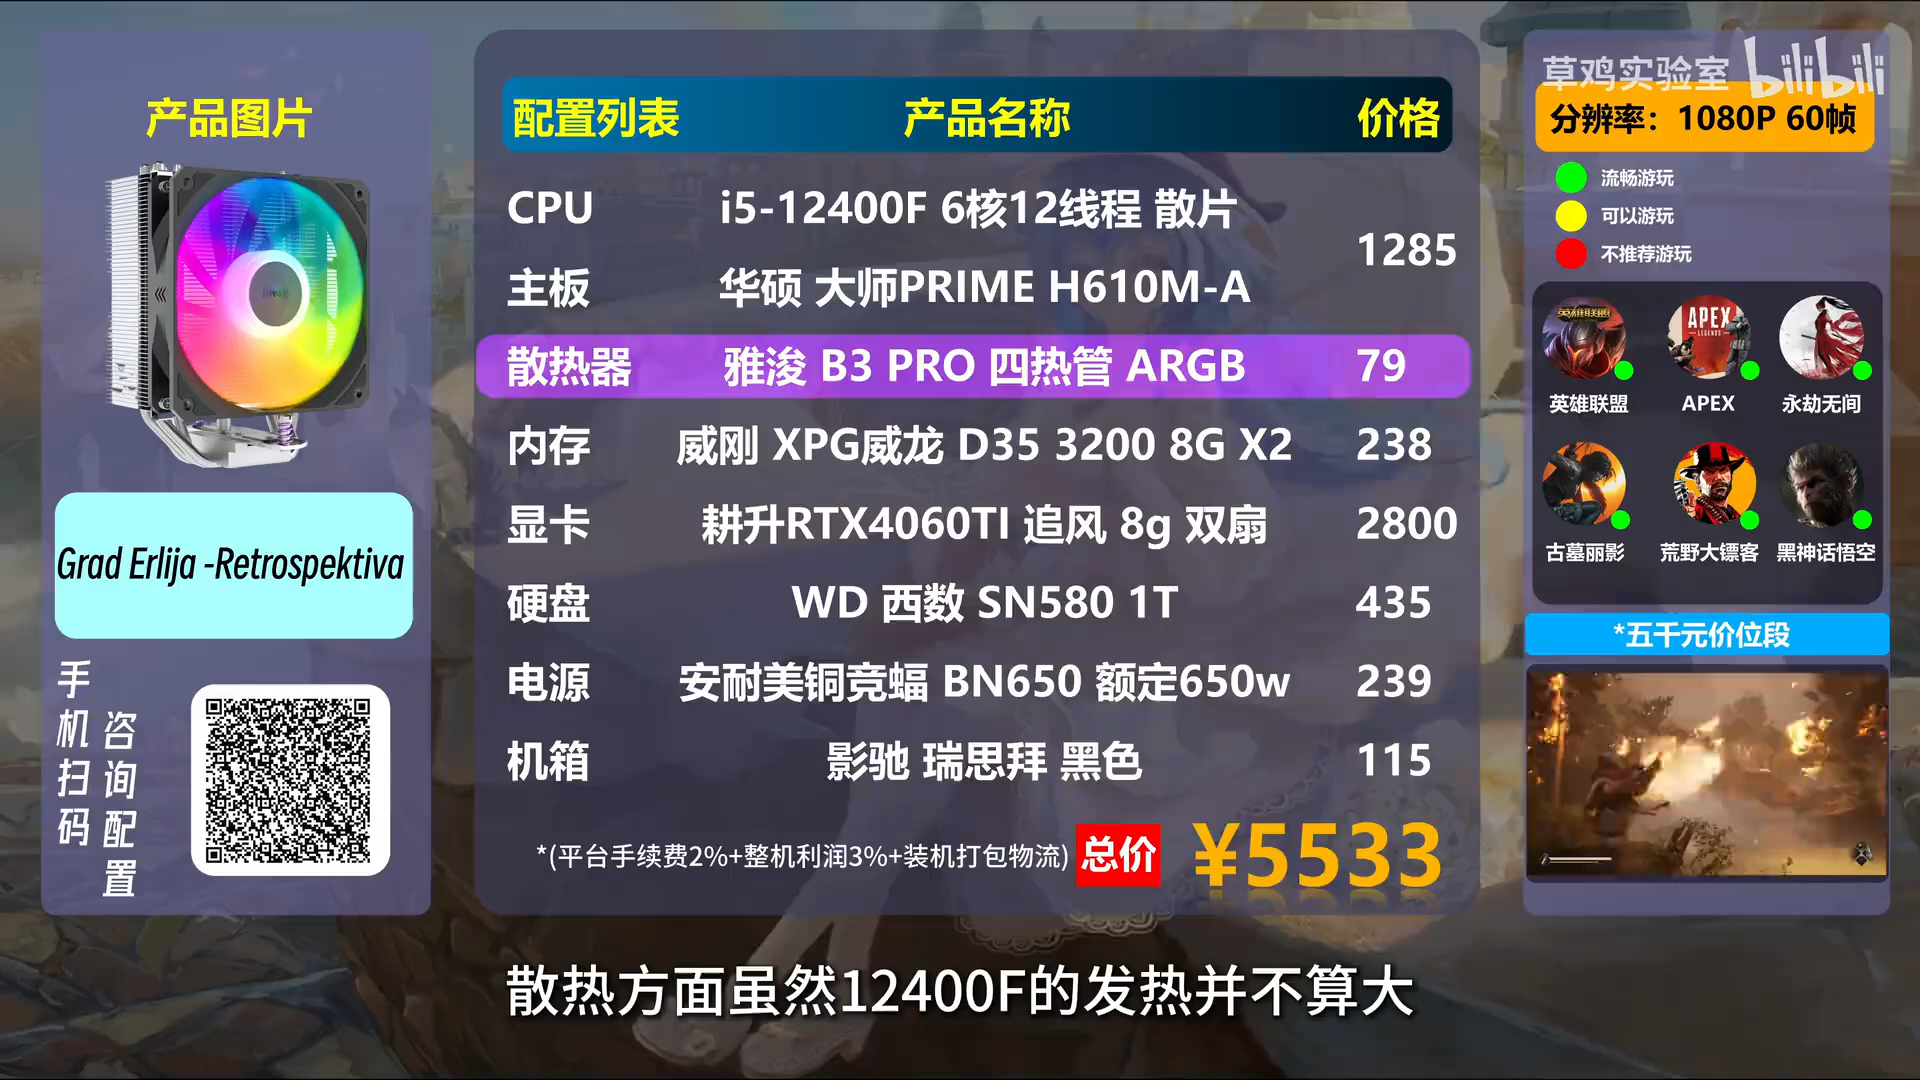 产品图片
Grad Erlija -Retrospektiva
手机扫码
咨询配置
配置列表 产品名称 价格
CPU i5-12400F 6核12线程 散片
1285
主板 华硕 大师PRIME H610M-A
散热器 雅浚 B3 PRO 四热管 ARGB 79
内存 威刚 XPG威龙 D35 3200 8G X2 238
显卡 耕升RTX4060TI 追风 8g 双扇 2800
硬盘 WD 西数 SN580 1T 435
电源 安耐美铜竞蝠 BN650 额定650w 239
机箱 影驰 瑞思拜 黑色 115
*(平台手续费2%+整机利润3%+装机打包物流) 总价 ¥5533
草鸡实验室 bilibili
分辨率：1080P 60帧
流畅游玩
可以游玩
不推荐游玩
英雄联盟
APEX
LEGENDS
英雄联盟 APEX 永劫无间
古墓丽影 荒野大镖客 黑神话悟空
*五千元价位段
散热方面虽然12400F的发热并不算大